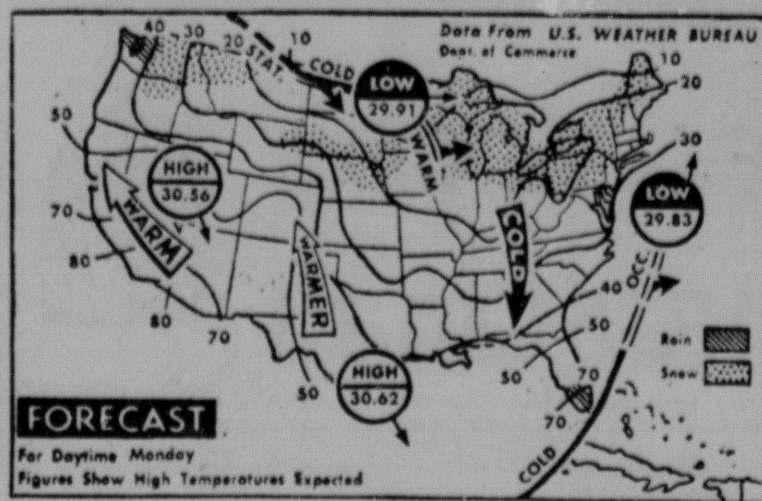 Data From U.S. WEATHER BUREAU
Dept. of Commerce
40 30 20 10
STAT. COLD
LOW
29.91
10
20
30
50
WARM
HIGH
30.56
LOW
29.83
70
WARM
COLD
80
WARMER
OCC.
80
70
40
50
Rain
50
50
70
Snow
HIGH
30.62
70
FORECAST
COLD
For Daytime Monday
Figures Show High Temperatures Expected